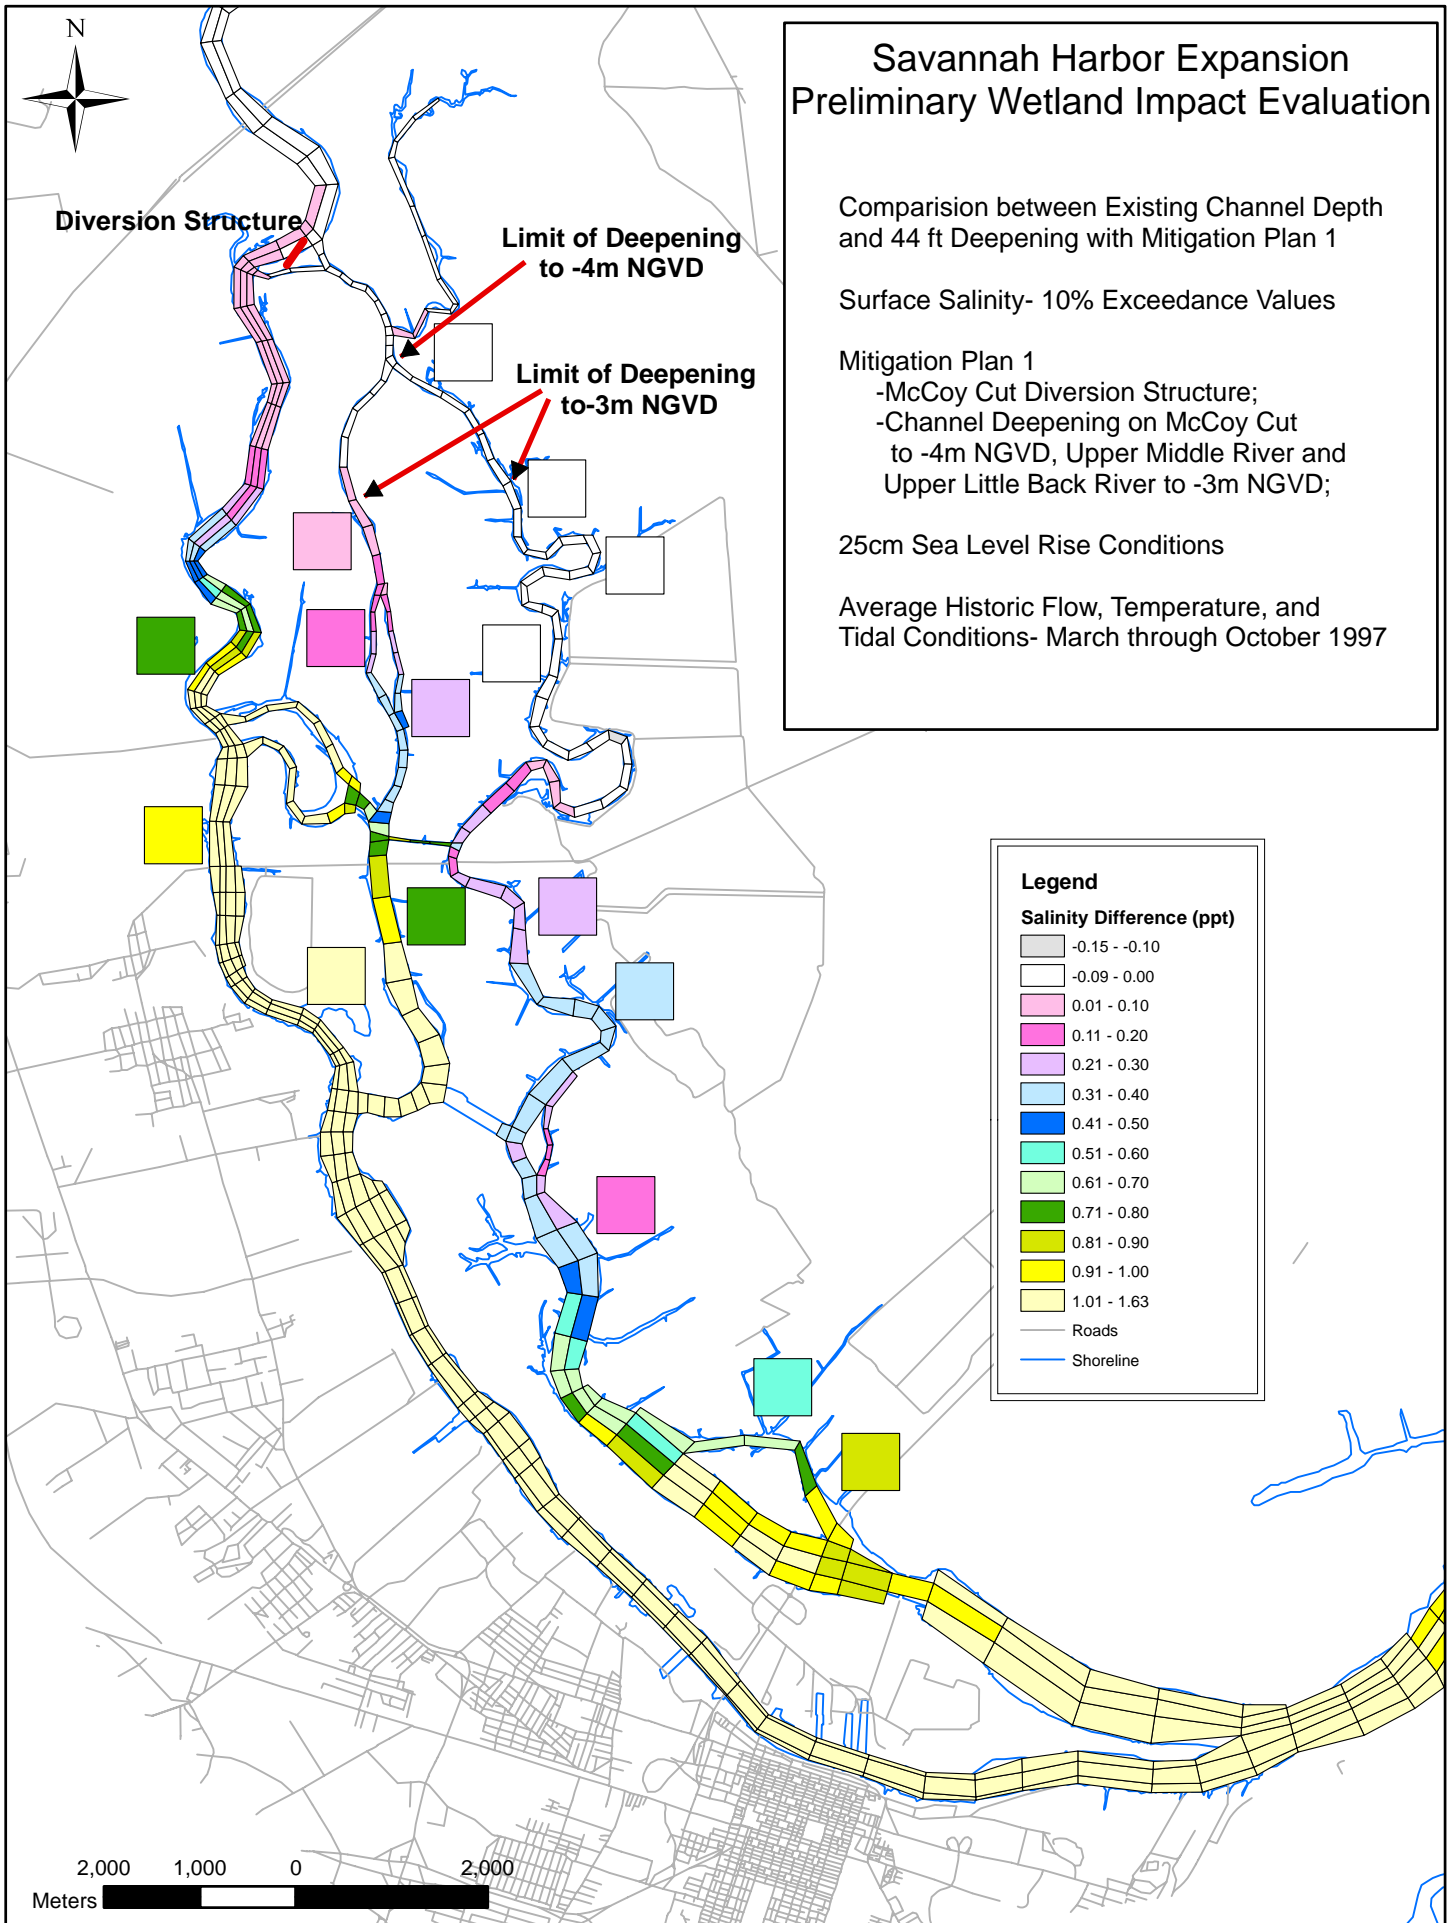 N
Savannah Harbor Expansion
Preliminary Wetland Impact Evaluation
Comparision between Existing Channel Depth
and 44 ft Deepening with Mitigation Plan 1
Surface Salinity- 10% Exceedance Values
Mitigation Plan 1
-McCoy Cut Diversion Structure;
-Channel Deepening on McCoy Cut
to -4m NGVD, Upper Middle River and
Upper Little Back River to -3m NGVD;
25cm Sea Level Rise Conditions
Average Historic Flow, Temperature, and
Tidal Conditions- March through October 1997
Diversion Structure
Limit of Deepening
to -4m NGVD
Limit of Deepening
to-3m NGVD
Legend
Salinity Difference (ppt)
-0.15 - -0.10
-0.09 - 0.00
0.01 - 0.10
0.11 - 0.20
0.21 - 0.30
0.31 - 0.40
0.41 - 0.50
0.51 - 0.60
0.61 - 0.70
0.71 - 0.80
0.81 - 0.90
0.91 - 1.00
1.01 - 1.63
Roads
Shoreline
2,000 1,000 0 2,000
Meters